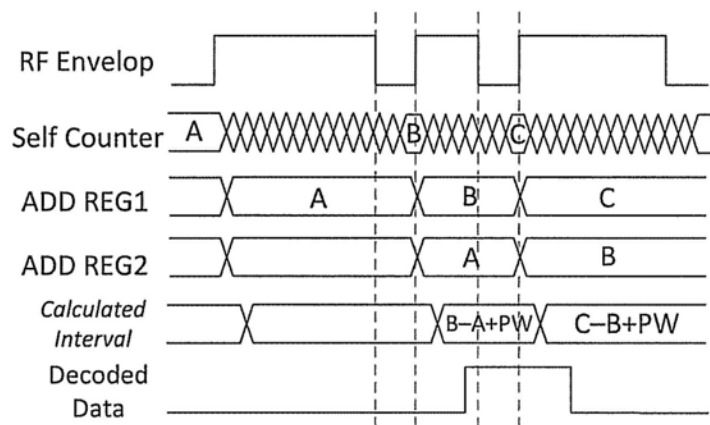 RF Envelop
Self Counter A B C
ADD REG1 A B C
ADD REG2 A B
Calculated
Interval
B–A+PW C–B+PW
Decoded
Data